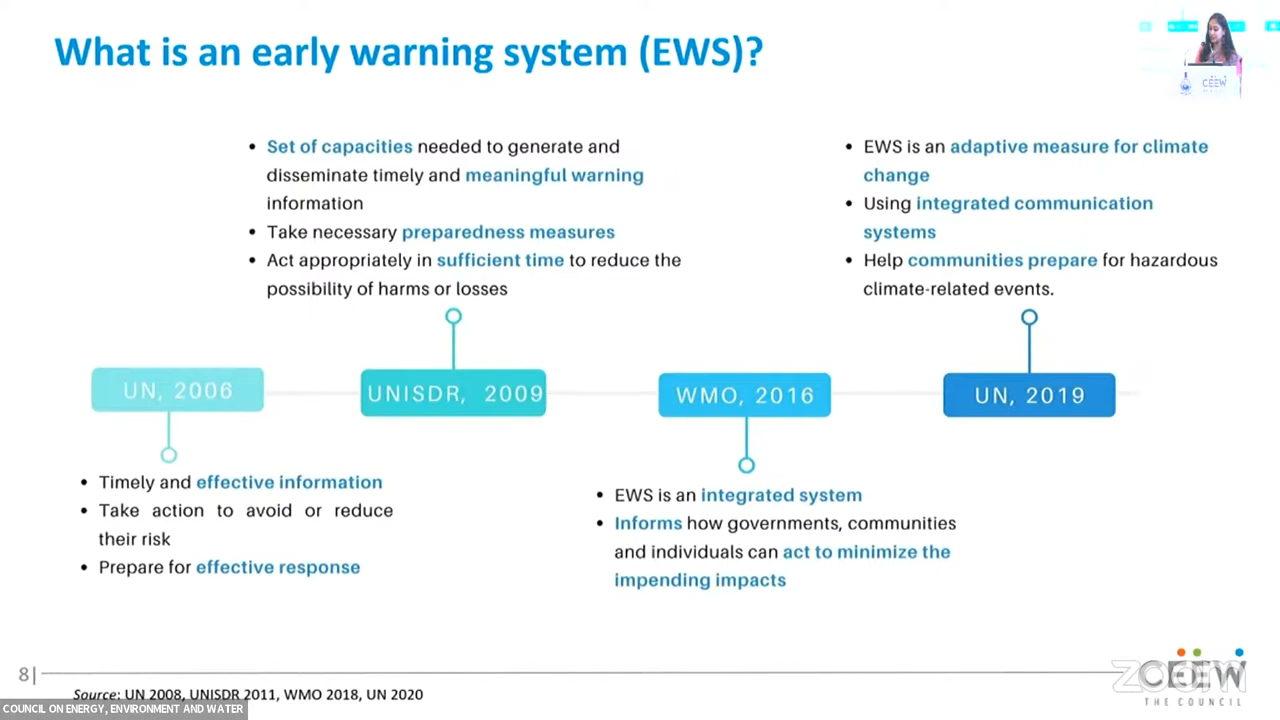 What is an early warning system (EWS)?
CEEW
• Set of capacities needed to generate and
disseminate timely and meaningful warning
information
• Take necessary preparedness measures
• Act appropriately in sufficient time to reduce the
possibility of harms or losses
• EWS is an adaptive measure for climate
change
• Using integrated communication
systems
• Help communities prepare for hazardous
climate-related events.
UN, 2006
UNISDR, 2009
WMO, 2016
UN, 2019
• Timely and effective information
• Take action to avoid or reduce
their risk
• Prepare for effective response
• EWS is an integrated system
• Informs how governments, communities
and individuals can act to minimize the
impending impacts
8|
Source: UN 2008, UNISDR 2011, WMO 2018, UN 2020
COUNCIL ON ENERGY, ENVIRONMENT AND WATER
CEEW
zoom
THE COUNCIL